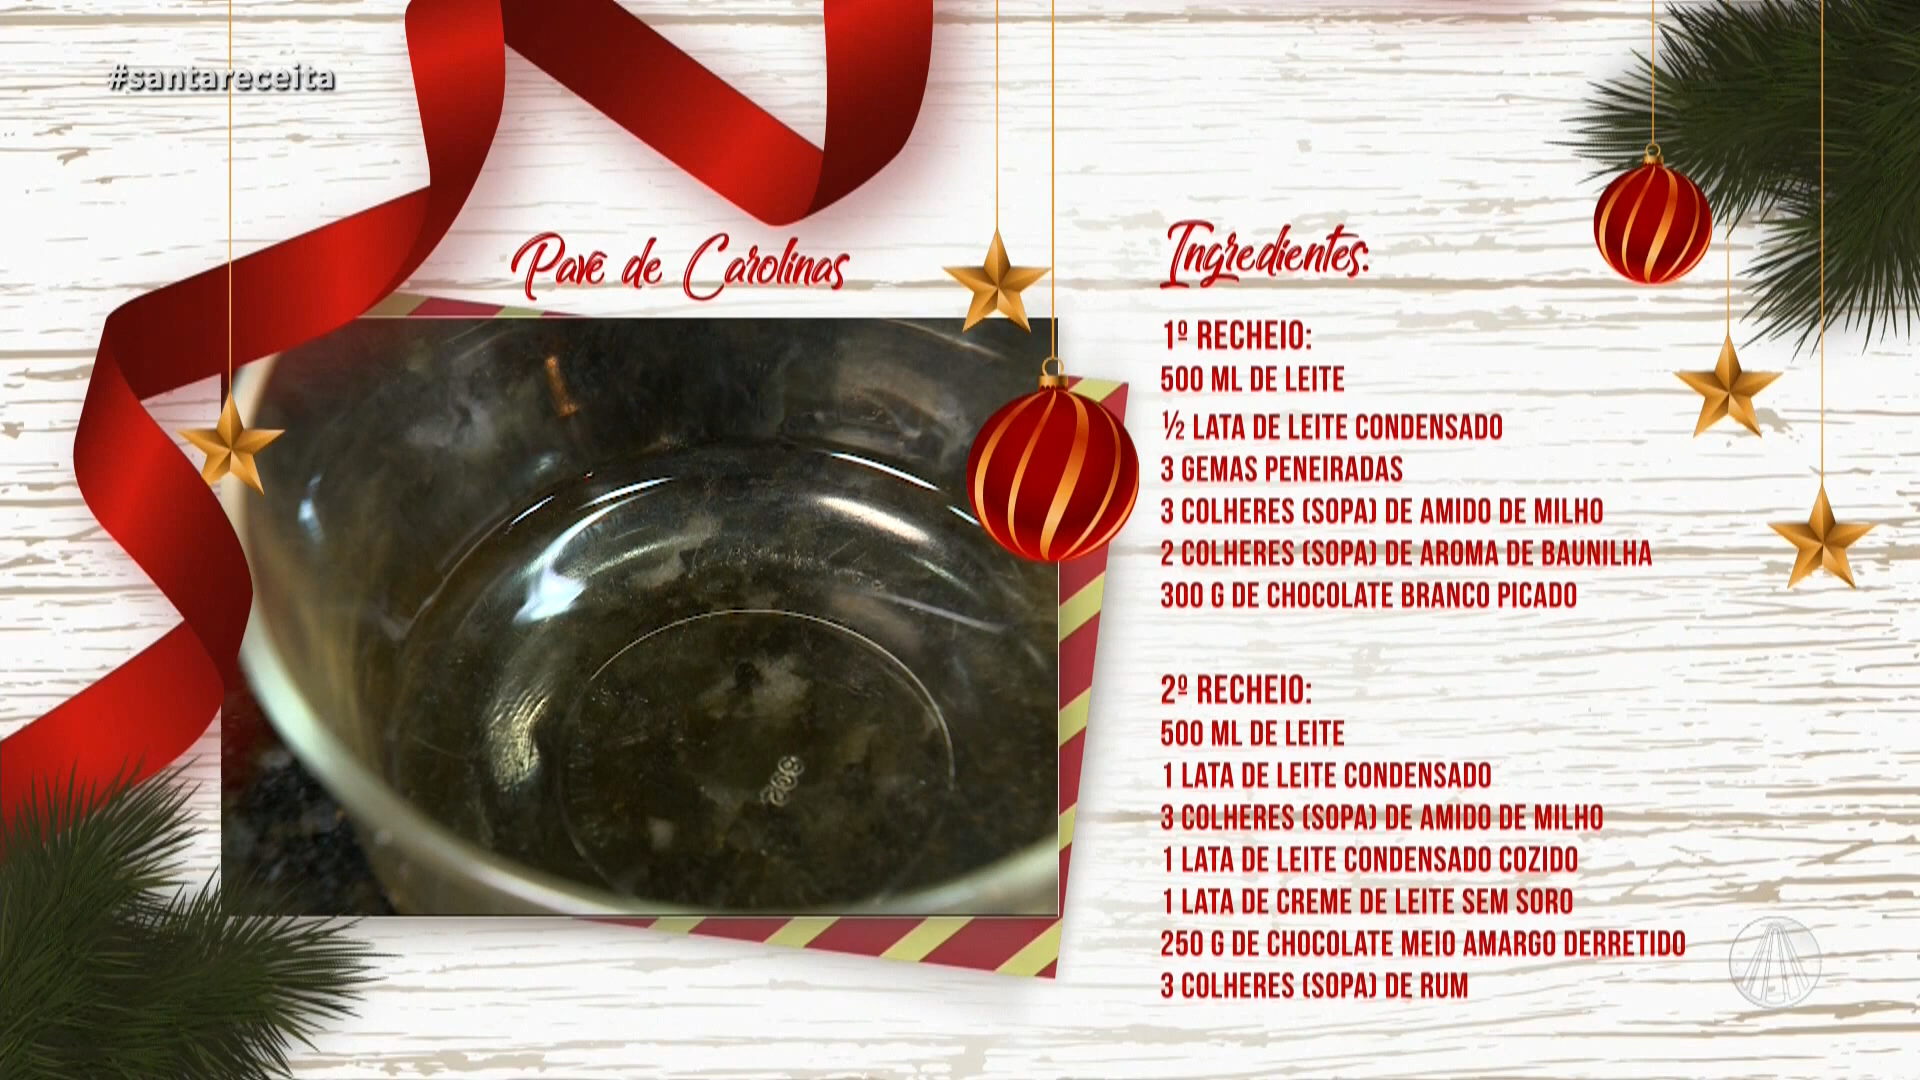 #santareceita
Pavê de Carolinas
Ingredientes:
1º RECHEIO:
500 ML DE LEITE
½ LATA DE LEITE CONDENSADO
3 GEMAS PENEIRADAS
3 COLHERES (SOPA) DE AMIDO DE MILHO
2 COLHERES (SOPA) DE AROMA DE BAUNILHA
300 G DE CHOCOLATE BRANCO PICADO
2º RECHEIO:
500 ML DE LEITE
1 LATA DE LEITE CONDENSADO
3 COLHERES (SOPA) DE AMIDO DE MILHO
1 LATA DE LEITE CONDENSADO COZIDO
1 LATA DE CREME DE LEITE SEM SORO
250 G DE CHOCOLATE MEIO AMARGO DERRETIDO
3 COLHERES (SOPA) DE RUM